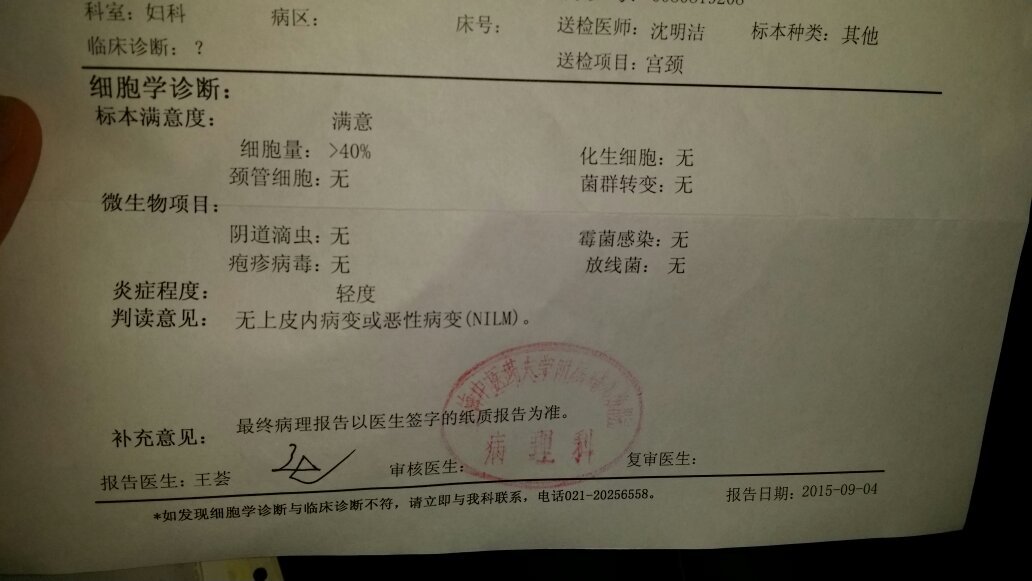 科室：妇科 病区： 床号： 送检医师：沈明洁 标本种类：其他
临床诊断：？ 送检项目：宫颈
细胞学诊断：
标本满意度： 满意
细胞量：>40% 化生细胞：无
颈管细胞：无 菌群转变：无
微生物项目：
阴道滴虫：无 霉菌感染：无
疱疹病毒：无 放线菌： 无
炎症程度： 轻度
判读意见： 无上皮内病变或恶性病变(NILM)。
病理科
最终病理报告以医生签字的纸质报告为准。
补充意见：
报告医生：王荟 审核医生： 复审医生：
*如发现细胞学诊断与临床诊断不符，请立即与我科联系，电话021-20256558。 报告日期：2015-09-04